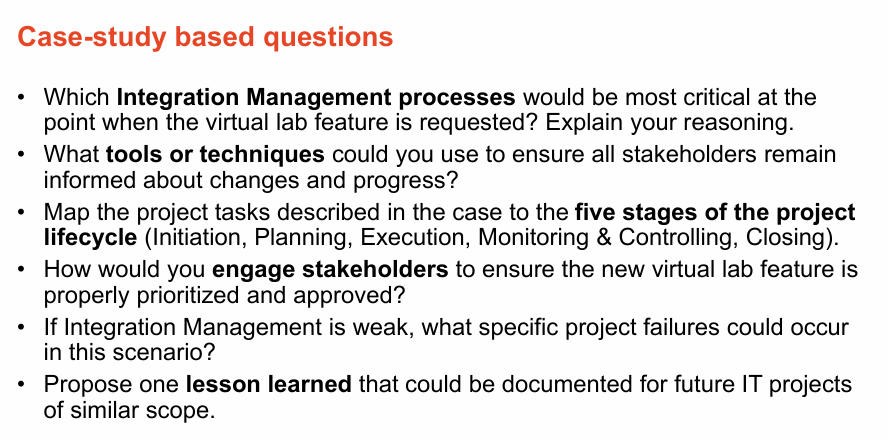 Case-study based questions
• Which Integration Management processes would be most critical at the
point when the virtual lab feature is requested? Explain your reasoning.
• What tools or techniques could you use to ensure all stakeholders remain
informed about changes and progress?
• Map the project tasks described in the case to the five stages of the project
lifecycle (Initiation, Planning, Execution, Monitoring & Controlling, Closing).
• How would you engage stakeholders to ensure the new virtual lab feature is
properly prioritized and approved?
• If Integration Management is weak, what specific project failures could occur
in this scenario?
• Propose one lesson learned that could be documented for future IT projects
of similar scope.